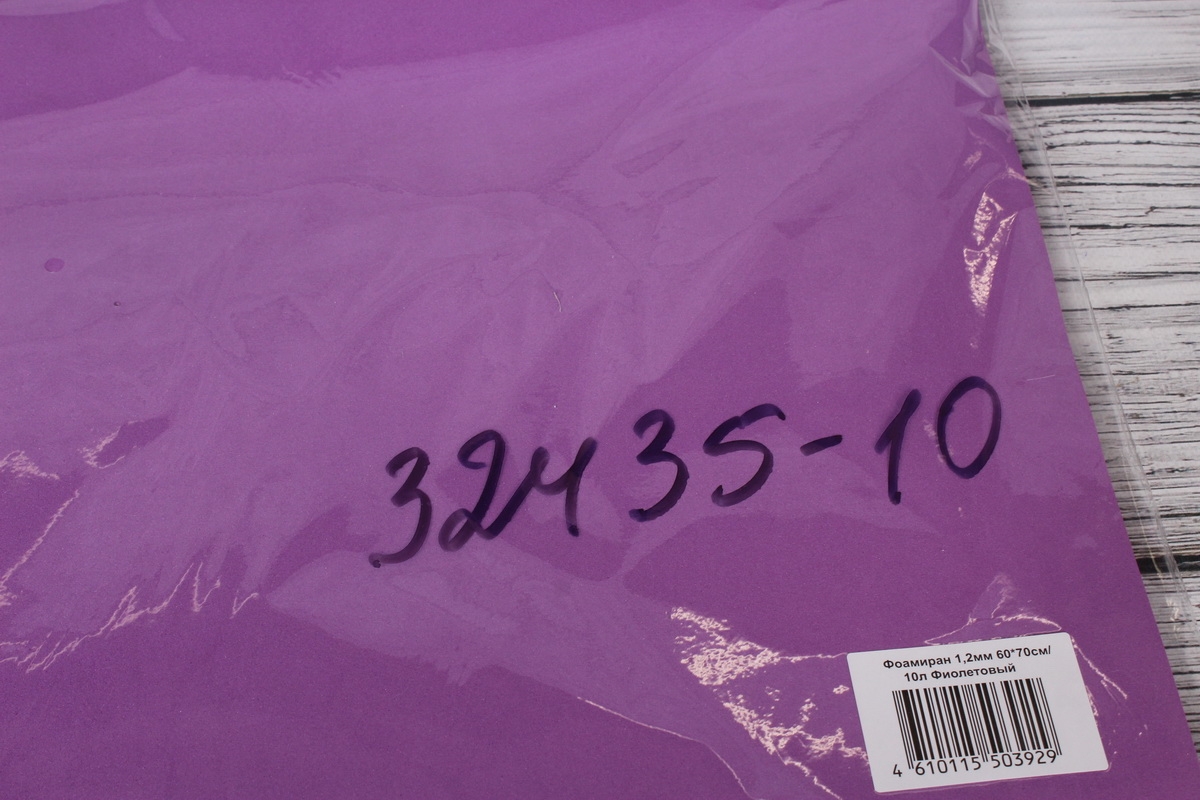 32435-10
Фоамиран 1,2мм 60*70см/
10л Фиолетовый
4 610115 503929